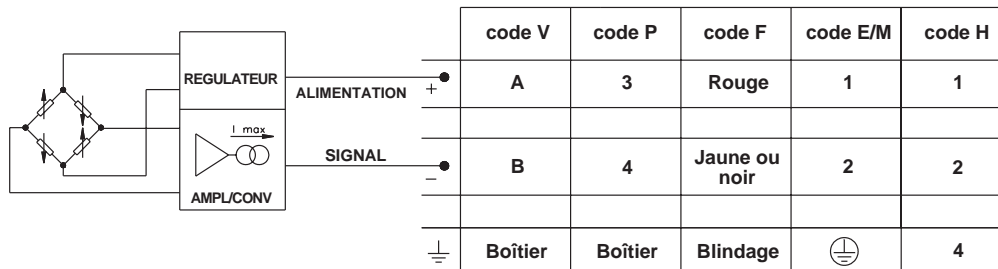 code V code P code F code E/M code H
REGULATEUR
ALIMENTATION + A 3 Rouge 1 1
I max
SIGNAL − B 4 Jaune ou noir 2 2
AMPL/CONV
Boîtier Boîtier Blindage 4